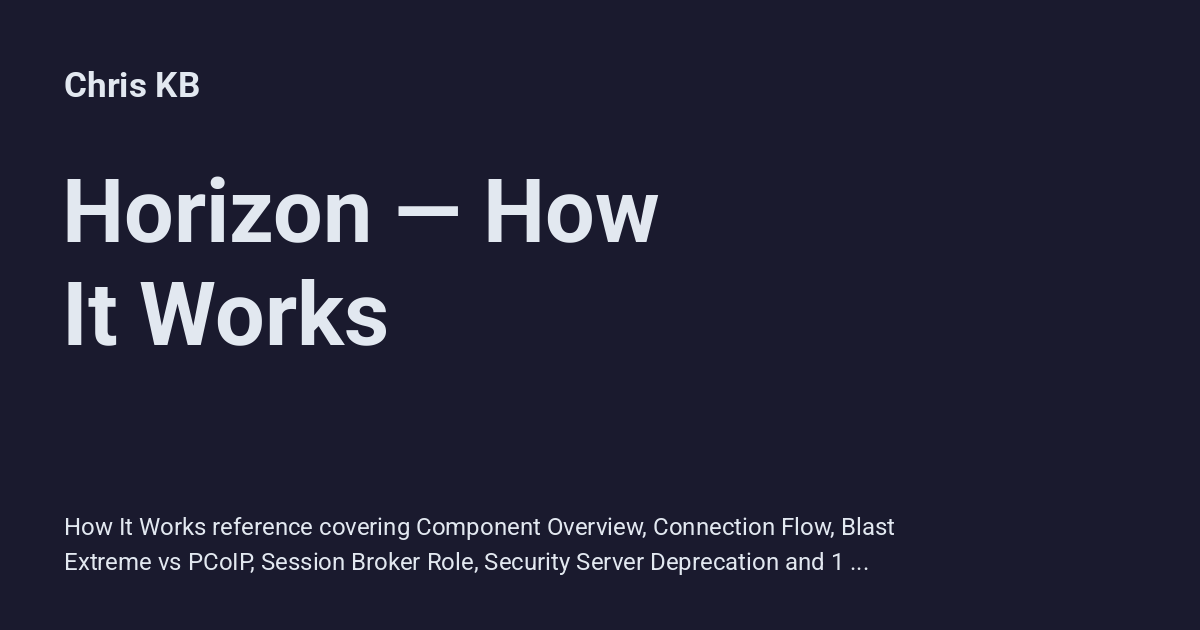 Chris KB
Horizon — How
It Works
How It Works reference covering Component Overview, Connection Flow, Blast
Extreme vs PCoIP, Session Broker Role, Security Server Deprecation and 1 ...